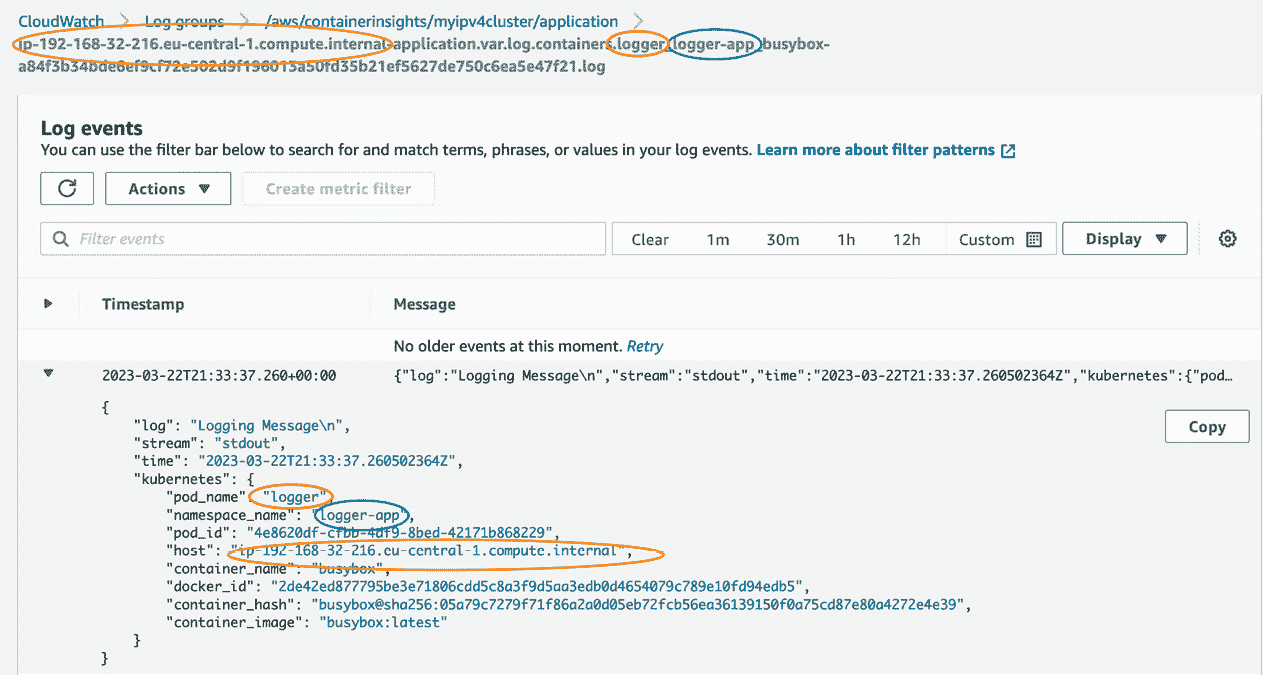 CloudWatch > Log groups > /aws/containerinsights/myipv4cluster/application >
ip-192-168-32-216.eu-central-1.compute.internal-application.var.log.containers.logger_logger-app_busybox-
a84f3b34bde6ef9cf72e502d9f196013a50fd35b21ef5627de750c6ea5e47f21.log
Log events
You can use the filter bar below to search for and match terms, phrases, or values in your log events. Learn more about filter patterns
Actions ▼ Create metric filter
Filter events Clear 1m 30m 1h 12h Custom Display ▼
Timestamp Message
No older events at this moment. Retry
2023-03-22T21:33:37.260+00:00 {"log":"Logging Message\n","stream":"stdout","time":"2023-03-22T21:33:37.260502364Z","kubernetes":{"pod…
{
Copy
"log": "Logging Message\n",
"stream": "stdout",
"time": "2023-03-22T21:33:37.260502364Z",
"kubernetes": {
"pod_name": "logger",
"namespace_name": "logger-app",
"pod_id": "4e8620df-cfbb-4df9-8bed-42171b868229",
"host": "ip-192-168-32-216.eu-central-1.compute.internal",
"container_name": "busybox",
"docker_id": "2de42ed877795be3e71806cdd5c8a3f9d5aa3edb0d4654079c789e10fd94edb5",
"container_hash": "busybox@sha256:05a79c7279f71f86a2a0d05eb72fcb56ea36139150f0a75cd87e80a4272e4e39",
"container_image": "busybox:latest"
}
}